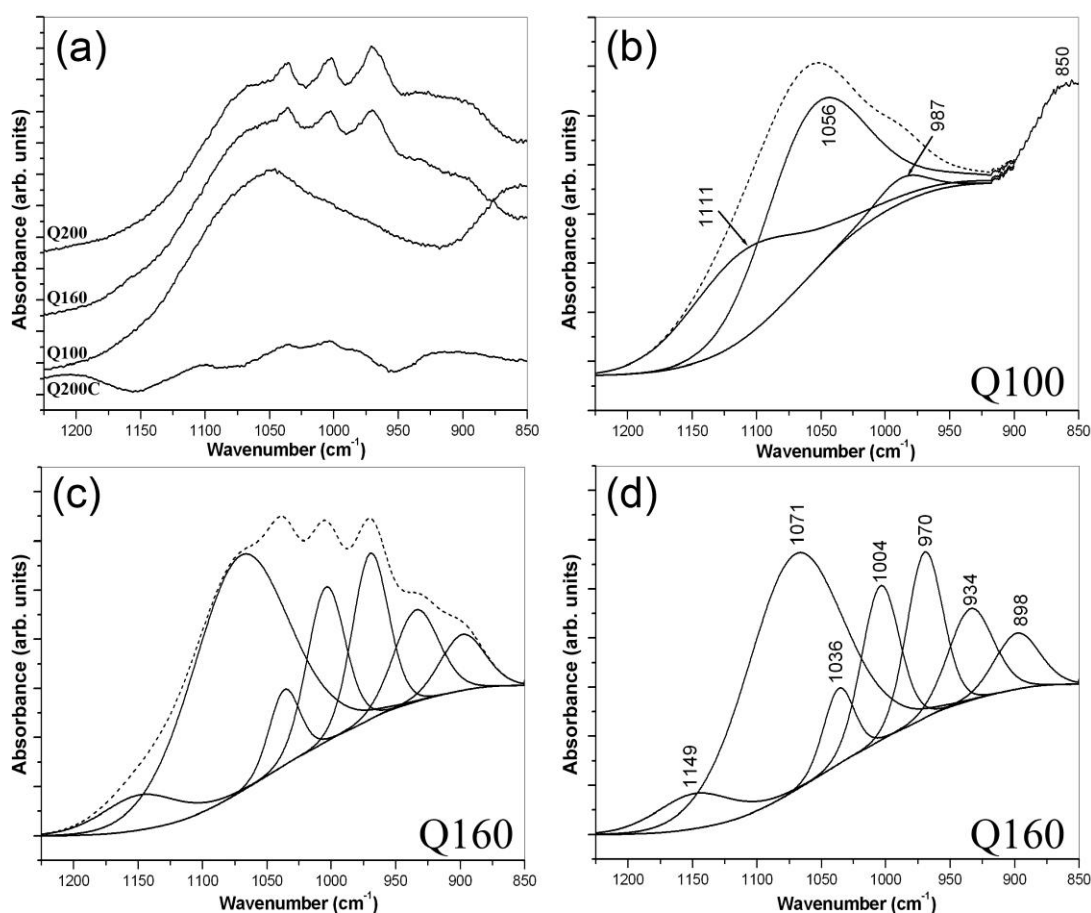 (a)
Absorbance (arb. units)
Q200
Q160
Q100
Q200C
1200 1150 1100 1050 1000 950 900 850
Wavenumber (cm-1)
(b)
Absorbance (arb. units)
1111
1056
987
850
Q100
1200 1150 1100 1050 1000 950 900 850
Wavenumber (cm-1)
(c)
Absorbance (arb. units)
Q160
1200 1150 1100 1050 1000 950 900 850
Wavenumber (cm-1)
(d)
Absorbance (arb. units)
1149
1071
1036
1004
970
934
898
Q160
1200 1150 1100 1050 1000 950 900 850
Wavenumber (cm-1)